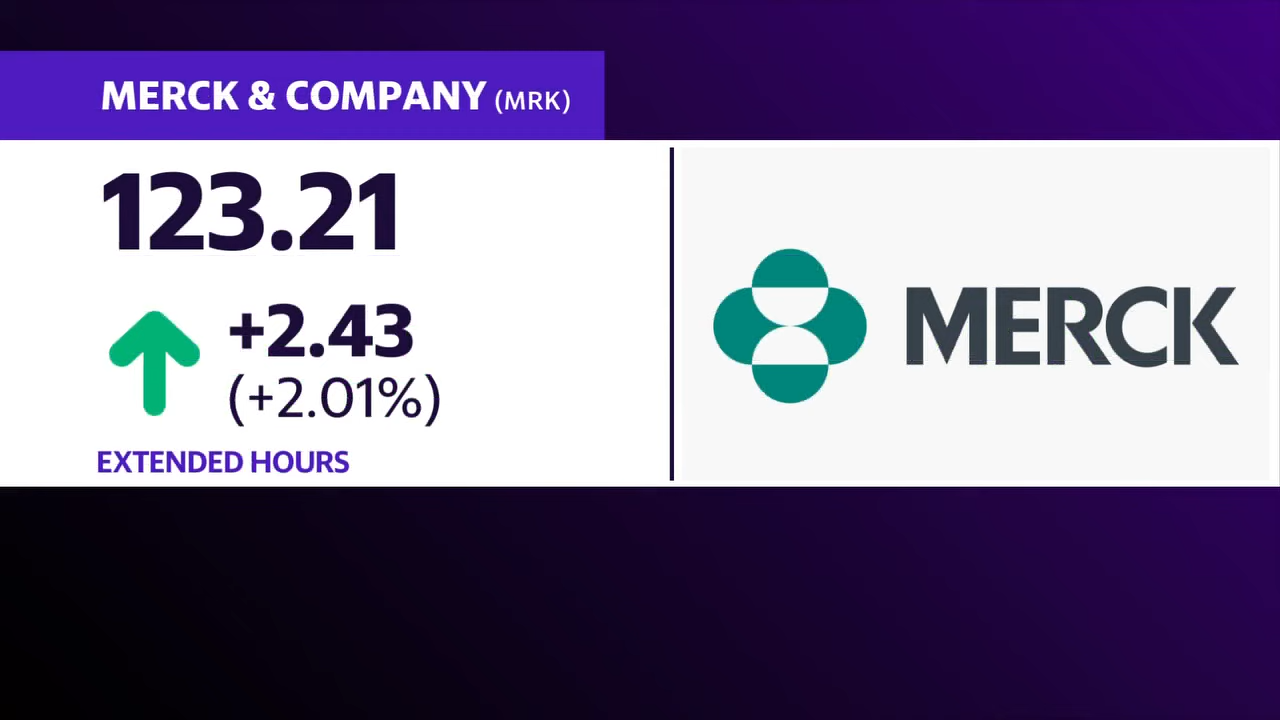 MERCK & COMPANY (MRK)
123.21
+2.43
(+2.01%)
EXTENDED HOURS
MERCK